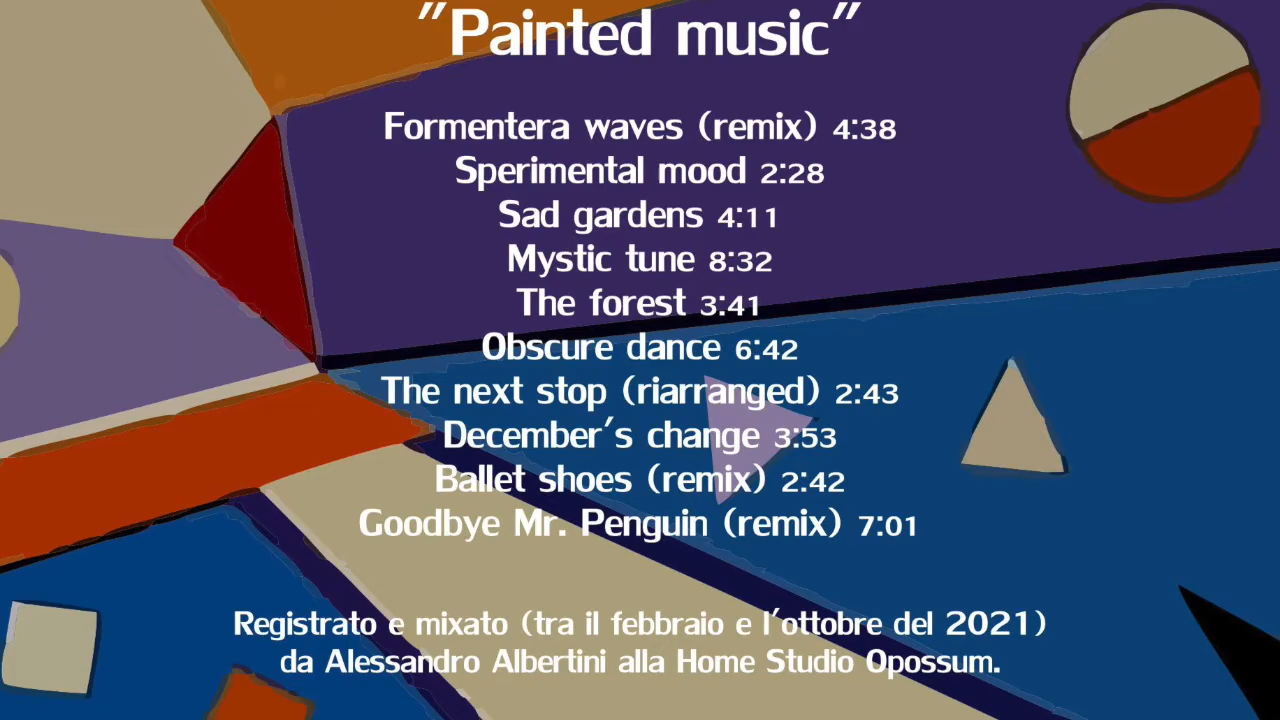 "Painted music"
Formentera waves (remix) 4:38
Sperimental mood 2:28
Sad gardens 4:11
Mystic tune 8:32
The forest 3:41
Obscure dance 6:42
The next stop (riarranged) 2:43
December's change 3:53
Ballet shoes (remix) 2:42
Goodbye Mr. Penguin (remix) 7:01
Registrato e mixato (tra il febbraio e l'ottobre del 2021)
da Alessandro Albertini alla Home Studio Opossum.